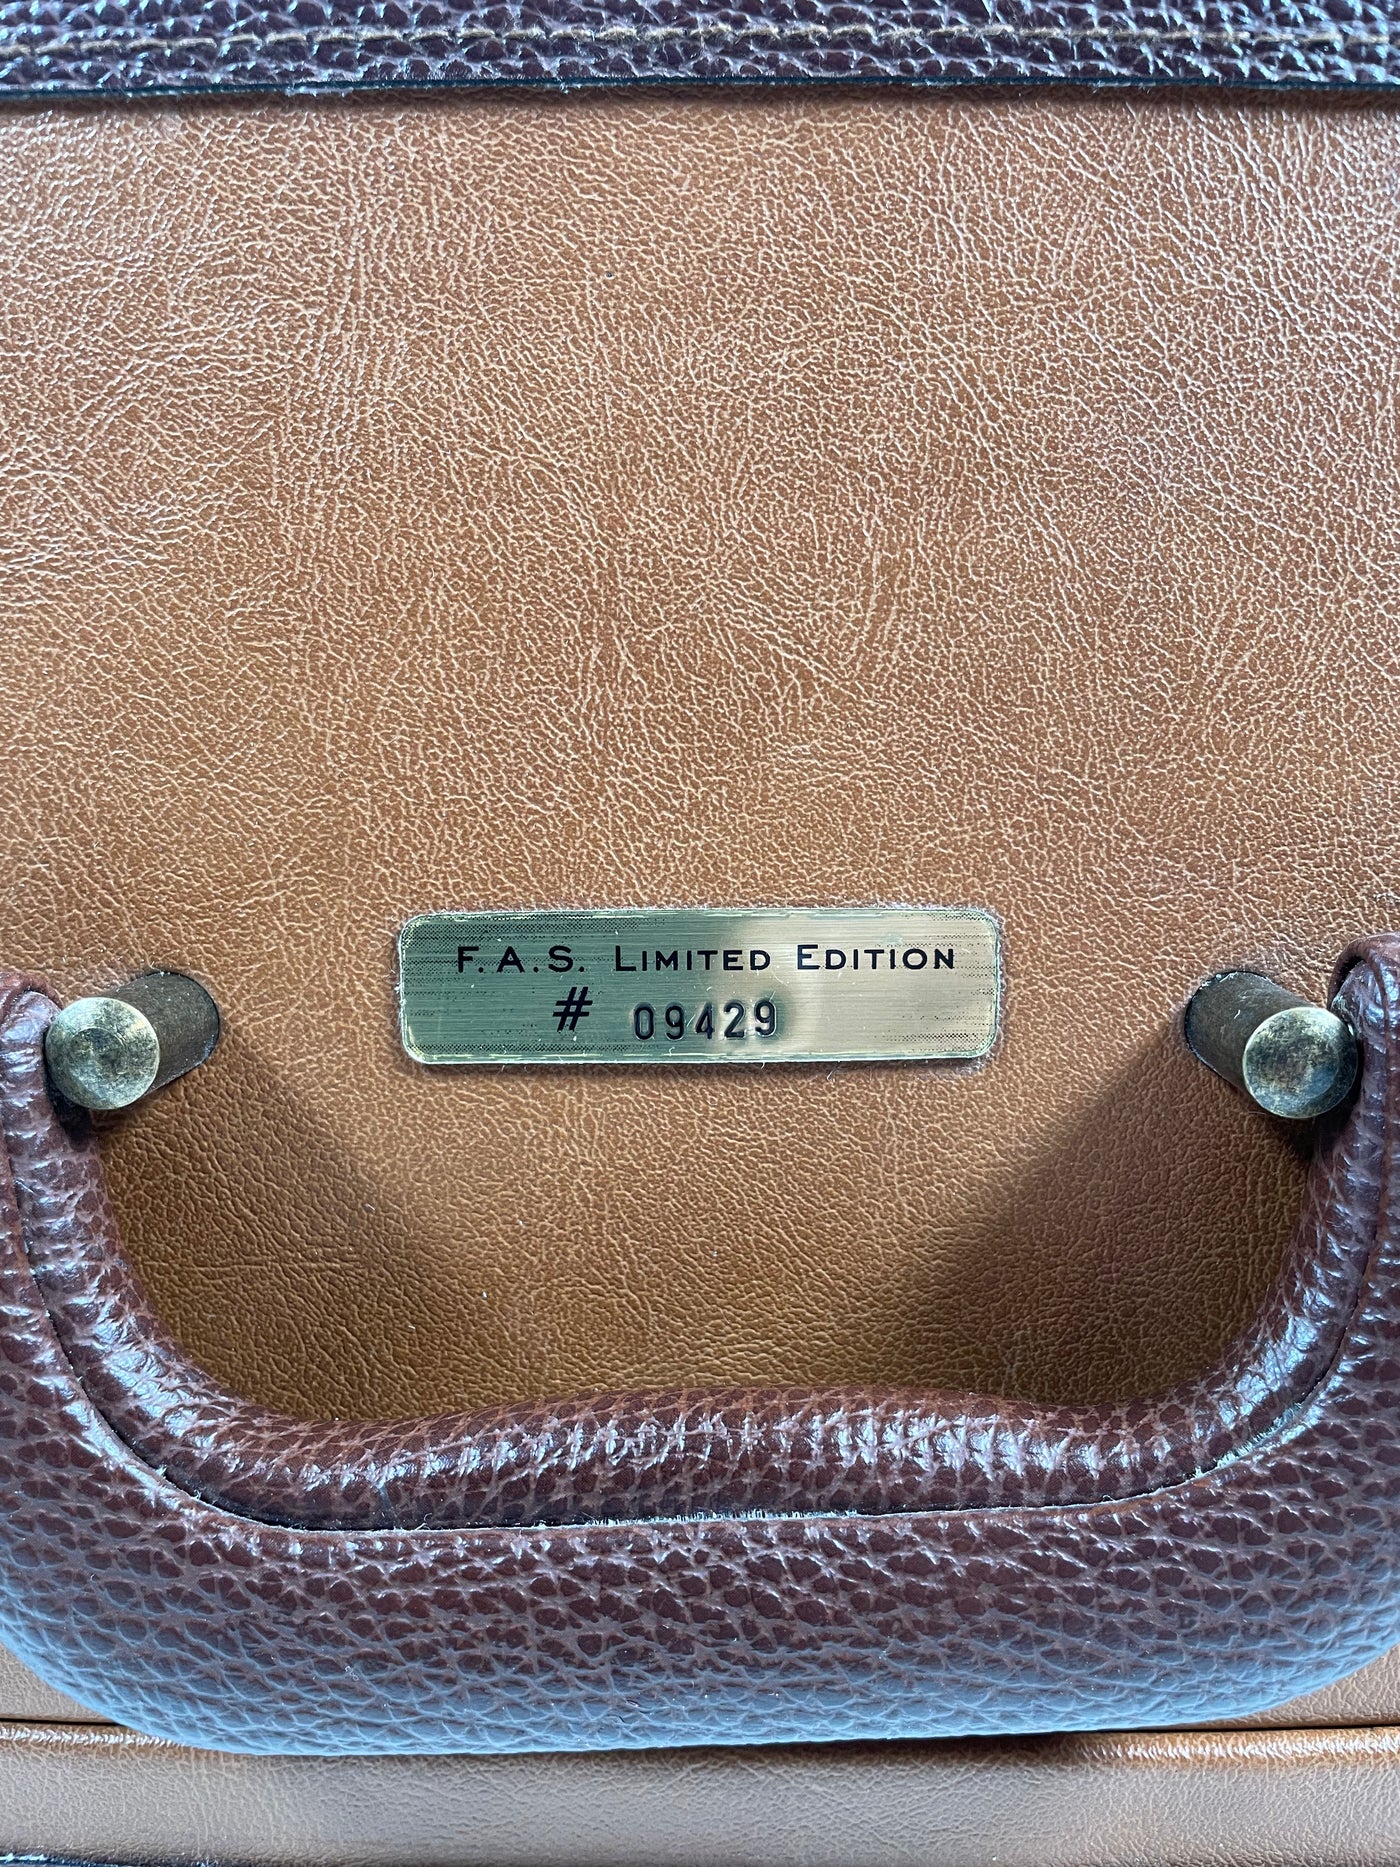 F.A.S. LIMITED EDITION
# 09429